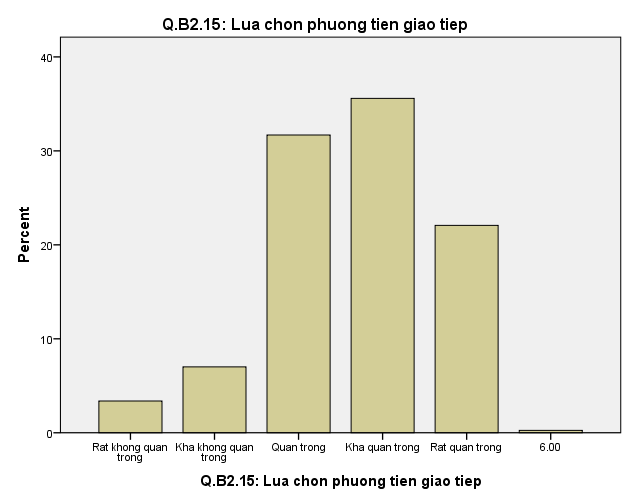 Q.B2.15: Lua chon phuong tien giao tiep
Percent
40
30
20
10
0
Rat khong quan trong
Kha khong quan trong
Quan trong
Kha quan trong
Rat quan trong
6.00
Q.B2.15: Lua chon phuong tien giao tiep